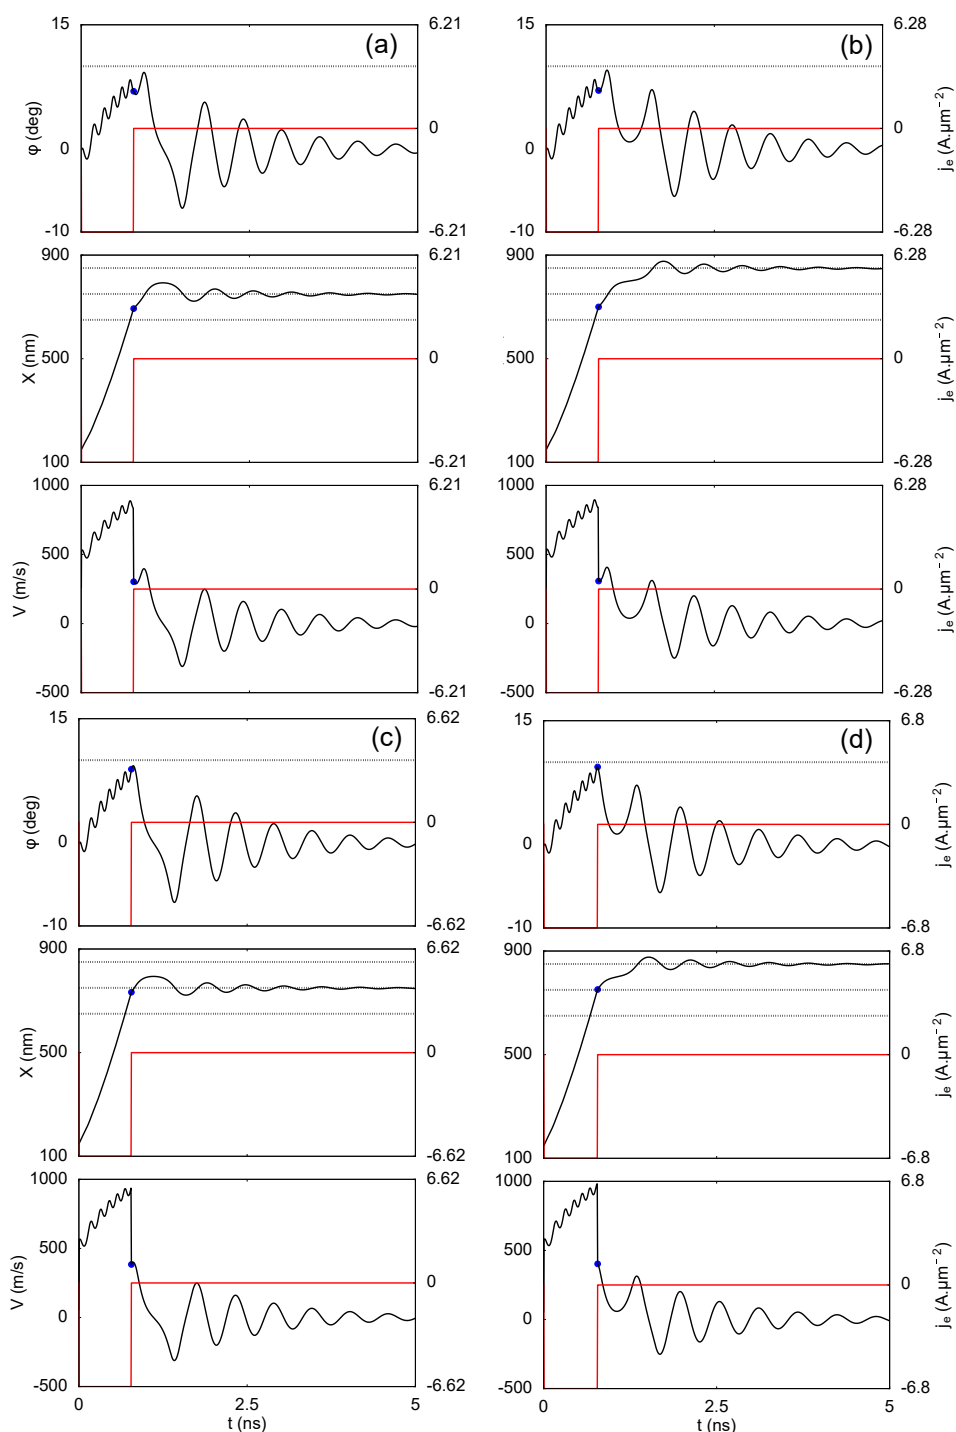 15 (a) 6.21
φ (deg) 0 0
-10 -6.21
15 (b) 6.28
0 0 jₑ (A.μm⁻²)
-10 -6.28
900 6.21
X (nm) 500 0
100 -6.21
900 6.28
500 0 jₑ (A.μm⁻²)
100 -6.28
1000 6.21
V (m/s) 500 0
0
-500 -6.21
1000 6.28
500 0 jₑ (A.μm⁻²)
0
-500 -6.28
15 (c) 6.62
φ (deg) 0 0
-10 -6.62
15 (d) 6.8
0 0 jₑ (A.μm⁻²)
-10 -6.8
900 6.62
X (nm) 500 0
100 -6.62
900 6.8
500 0 jₑ (A.μm⁻²)
100 -6.8
1000 6.62
V (m/s) 500 0
0
-500 -6.62
0 2.5 5
t (ns)
1000 6.8
500 0 jₑ (A.μm⁻²)
0
-500 -6.8
0 2.5 5
t (ns)